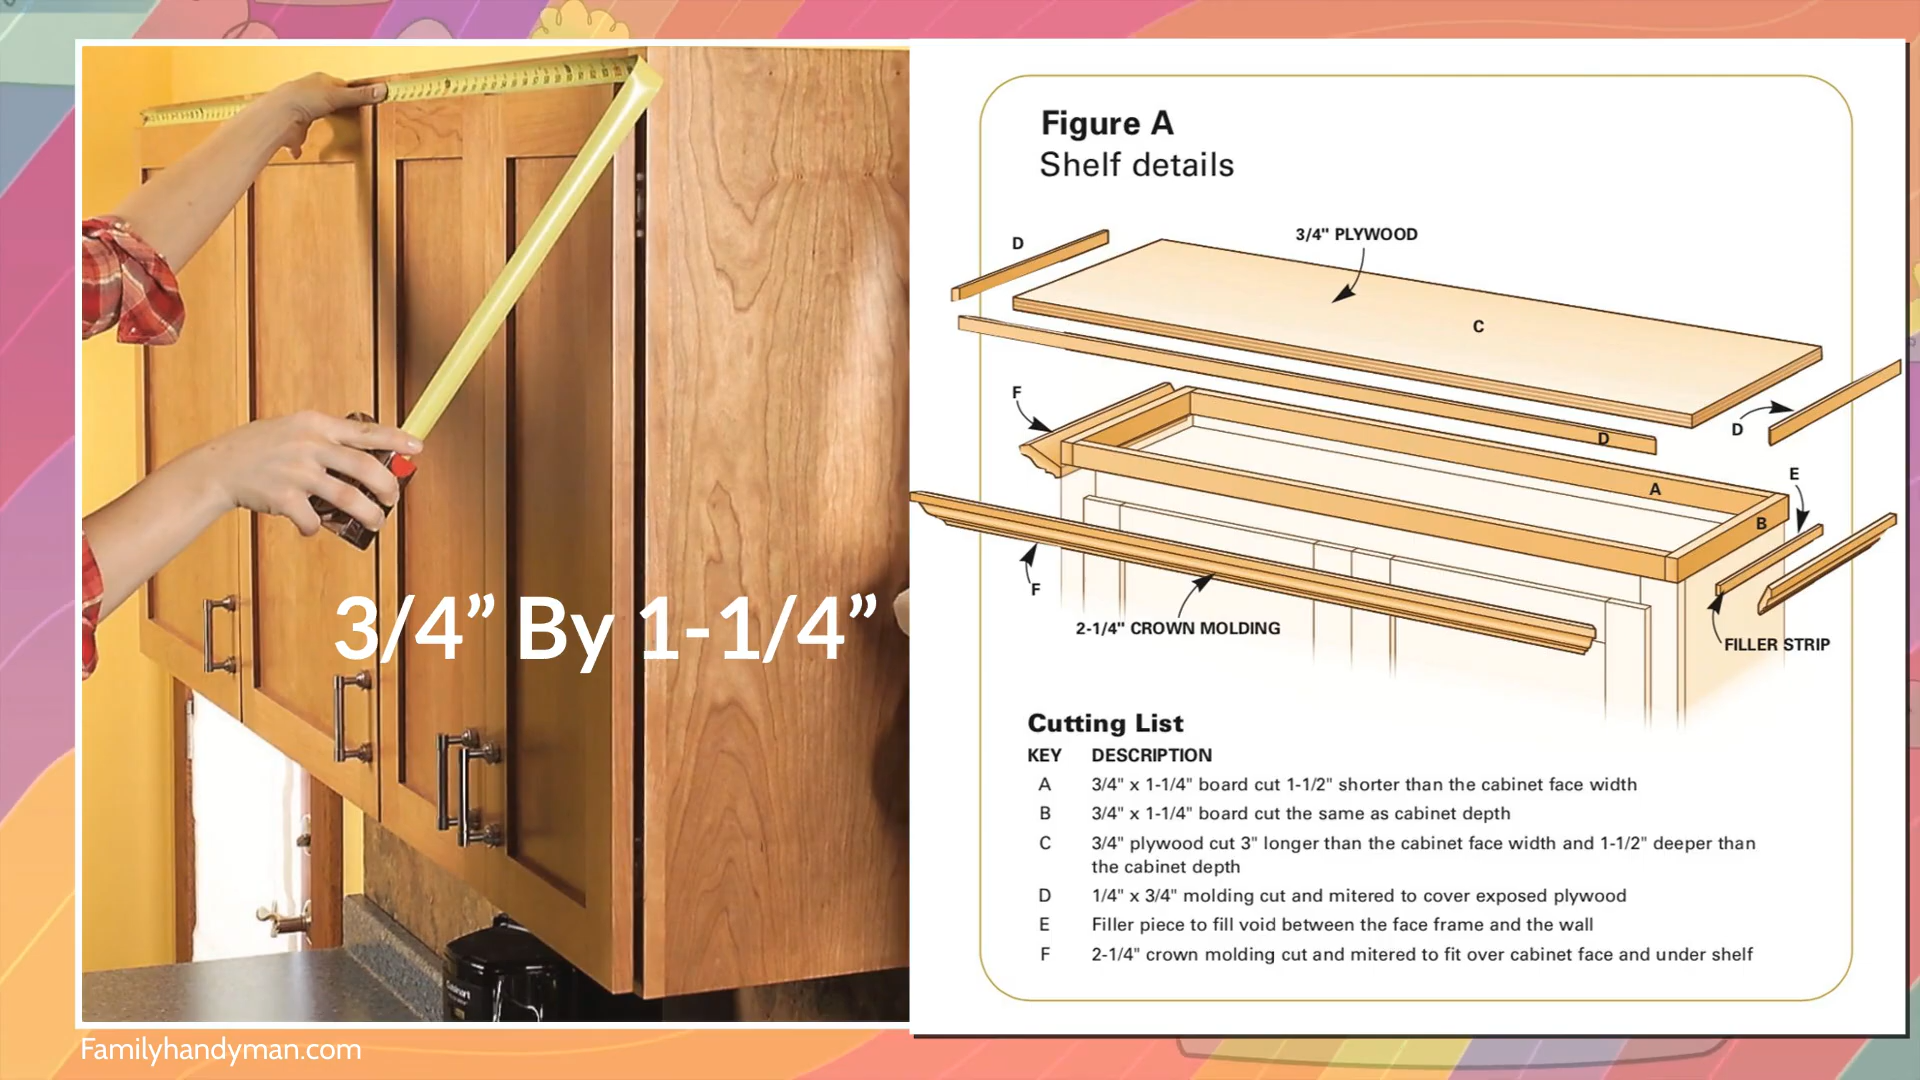 3/4” By 1-1/4”
Familyhandyman.com
Figure A
Shelf details
D
3/4" PLYWOOD
C
F
D
D
E
A
B
F
2-1/4" CROWN MOLDING
FILLER STRIP
Cutting List
KEY DESCRIPTION
A 3/4" x 1-1/4" board cut 1-1/2" shorter than the cabinet face width
B 3/4" x 1-1/4" board cut the same as cabinet depth
C 3/4" plywood cut 3" longer than the cabinet face width and 1-1/2" deeper than
the cabinet depth
D 1/4" x 3/4" molding cut and mitered to cover exposed plywood
E Filler piece to fill void between the face frame and the wall
F 2-1/4" crown molding cut and mitered to fit over cabinet face and under shelf